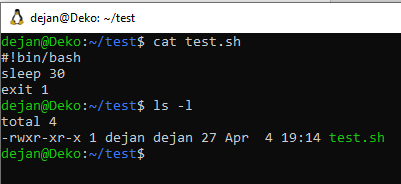 dejan@Deko: ~/test
dejan@Deko:~/test$ cat test.sh
#!bin/bash
sleep 30
exit 1
dejan@Deko:~/test$ ls -l
total 4
-rwxr-xr-x 1 dejan dejan 27 Apr  4 19:14 test.sh
dejan@Deko:~/test$